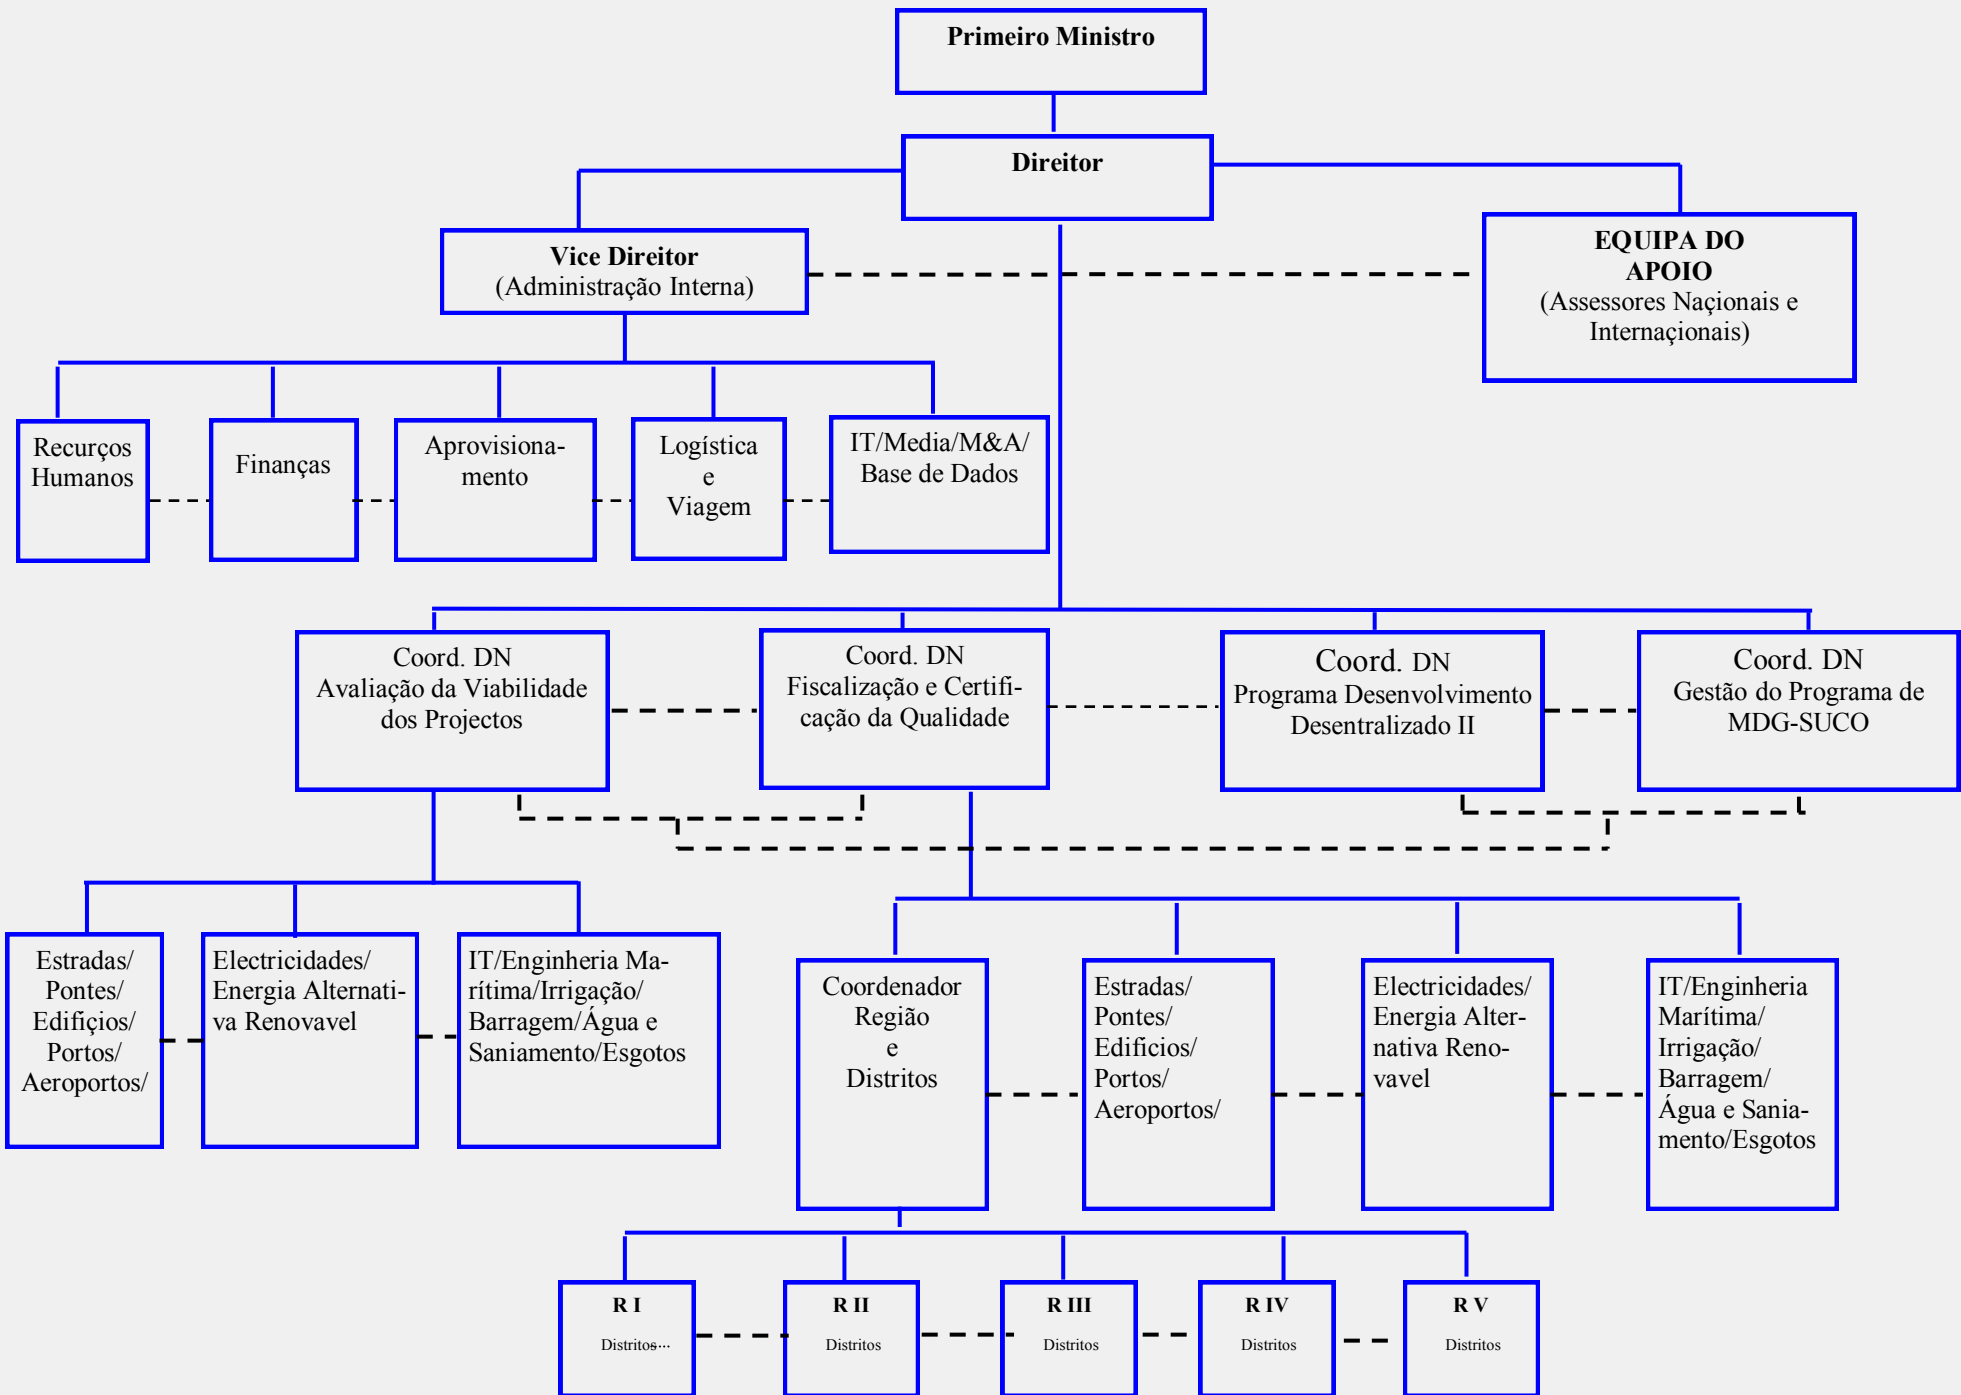 Primeiro Ministro
Direitor
Vice Direitor
(Administração Interna)
EQUIPA DO
APOIO
(Assessores Naçionais e
Internaçionais)
Recurços
Humanos
Finanças
Aprovisiona-
mento
Logística
e
Viagem
IT/Media/M&A/
Base de Dados
Coord. DN
Avaliação da Viabilidade
dos Projectos
Coord. DN
Fiscalização e Certifi-
cação da Qualidade
Coord. DN
Programa Desenvolvimento
Desentralizado II
Coord. DN
Gestão do Programa de
MDG-SUCO
Estradas/
Pontes/
Edifiçios/
Portos/
Aeroportos/
Electricidades/
Energia Alternati-
va Renovavel
IT/Enginheria Ma-
rítima/Irrigação/
Barragem/Água e
Saniamento/Esgotos
Coordenador
Região
e
Distritos
Estradas/
Pontes/
Edificios/
Portos/
Aeroportos/
Electricidades/
Energia Alter-
nativa Reno-
vavel
IT/Enginheria
Marítima/
Irrigação/
Barragem/
Água e Sania-
mento/Esgotos
R I
Distritos...
R II
Distritos
R III
Distritos
R IV
Distritos
R V
Distritos